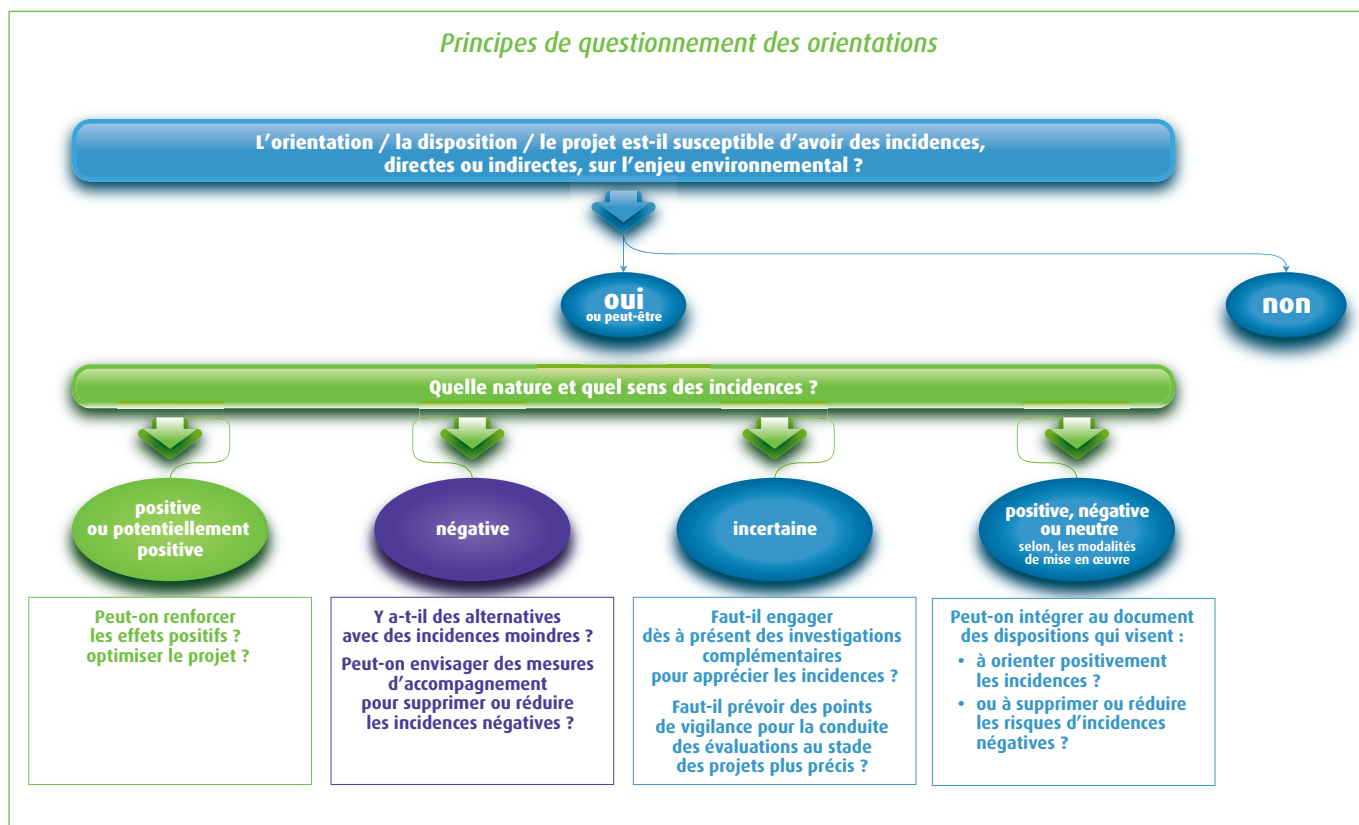 Principes de questionnement des orientations
L'orientation / la disposition / le projet est-il susceptible d'avoir des incidences,
directes ou indirectes, sur l'enjeu environnemental ?
oui
ou peut-être
non
Quelle nature et quel sens des incidences ?
positive
ou potentiellement
positive
négative
incertaine
positive, négative
ou neutre
selon, les modalités
de mise en œuvre
Peut-on renforcer
les effets positifs ?
optimiser le projet ?
Y a-t-il des alternatives
avec des incidences moindres ?
Peut-on envisager des mesures
d'accompagnement
pour supprimer ou réduire
les incidences négatives ?
Faut-il engager
dès à présent des investigations
complémentaires
pour apprécier les incidences ?
Faut-il prévoir des points
de vigilance pour la conduite
des évaluations au stade
des projets plus précis ?
Peut-on intégrer au document
des dispositions qui visent :
• à orienter positivement
les incidences ?
• ou à supprimer ou réduire
les risques d'incidences
négatives ?